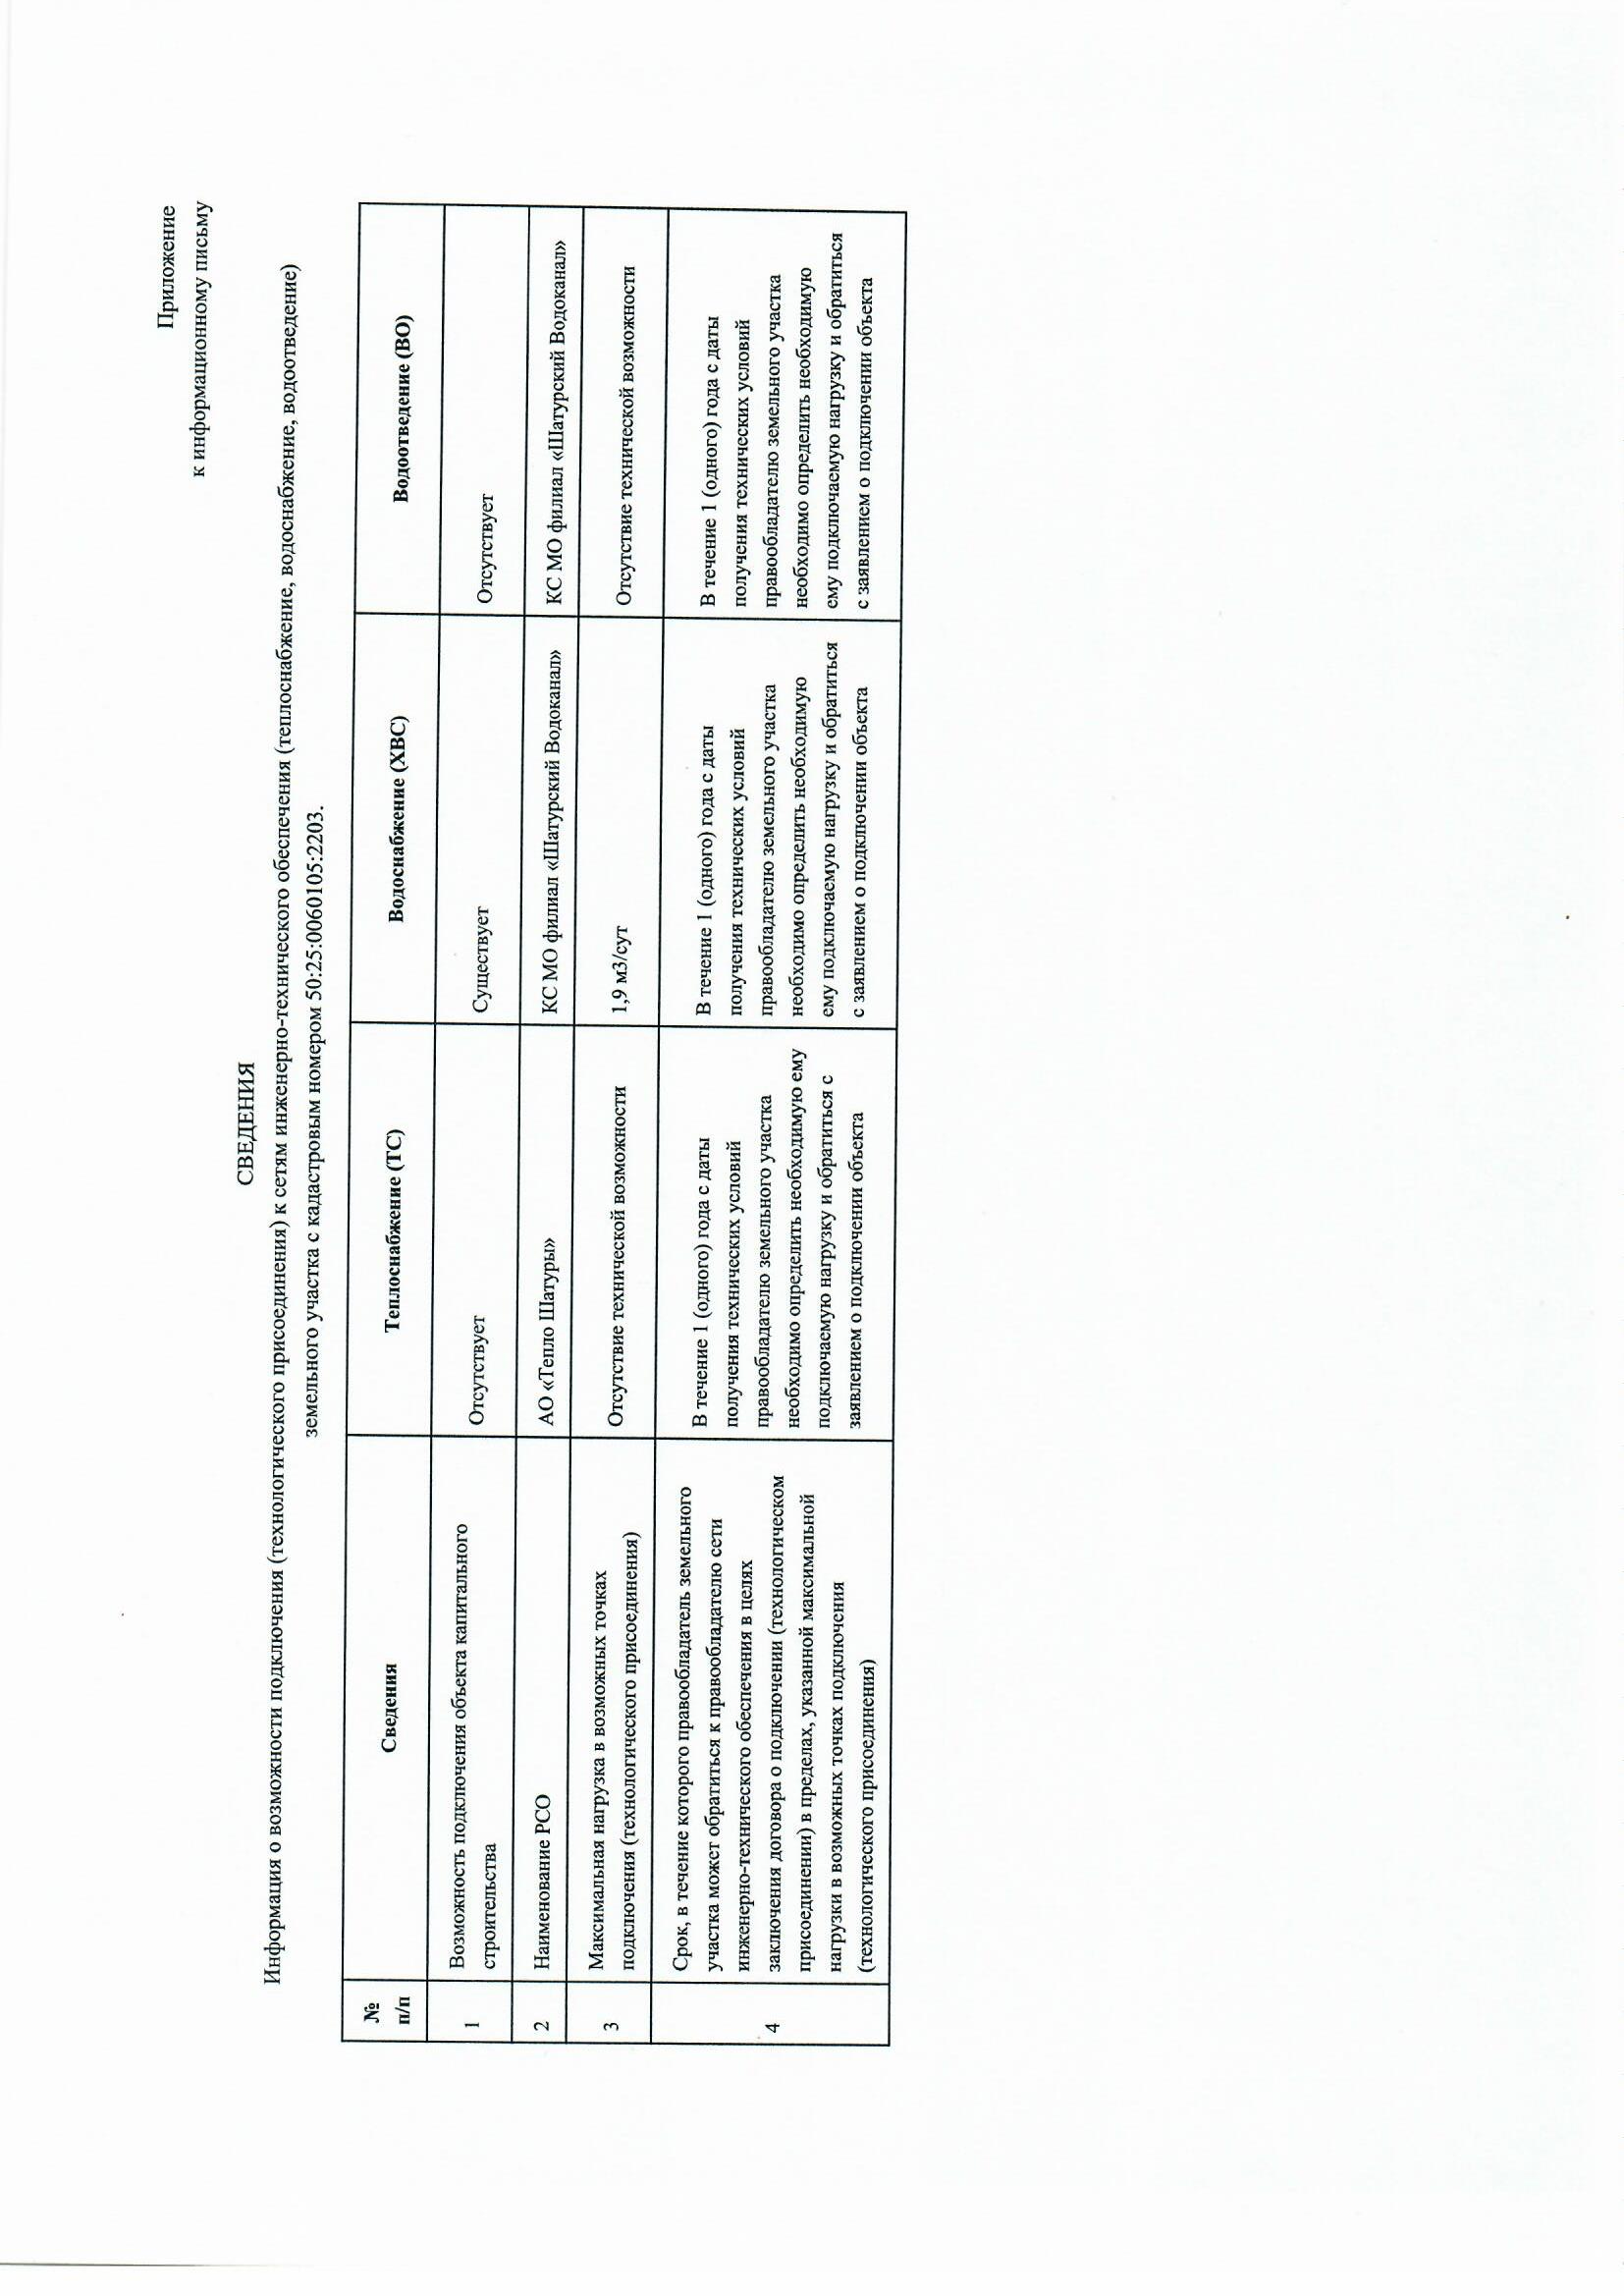 Приложение
к информационному письму
СВЕДЕНИЯ
Информация о возможности подключения (технологического присоединения) к сетям инженерно-технического обеспечения (теплоснабжение, водоснабжение, водоотведение)
земельного участка с кадастровым номером 50:25:0060105:2203.
№
п/п
Сведения
Теплоснабжение (ТС)
Водоснабжение (ХВС)
Водоотведение (ВО)
1
Возможность подключения объекта капитального
строительства
Отсутствует
Существует
Отсутствует
2
Наименование РСО
АО «Тепло Шатуры»
КС МО филиал «Шатурский Водоканал»
КС МО филиал «Шатурский Водоканал»
3
Максимальная нагрузка в возможных точках
подключения (технологического присоединения)
Отсутствие технической возможности
1,9 м3/сут
Отсутствие технической возможности
4
Срок, в течение которого правообладатель земельного
участка может обратиться к правообладателю сети
инженерно-технического обеспечения в целях
заключения договора о подключении (технологическом
присоединении) в пределах, указанной максимальной
нагрузки в возможных точках подключения
(технологического присоединения)
В течение 1 (одного) года с даты
получения технических условий
правообладателю земельного участка
необходимо определить необходимую ему
подключаемую нагрузку и обратиться с
заявлением о подключении объекта
В течение 1 (одного) года с даты
получения технических условий
правообладателю земельного участка
необходимо определить необходимую
ему подключаемую нагрузку и обратиться
с заявлением о подключении объекта
В течение 1 (одного) года с даты
получения технических условий
правообладателю земельного участка
необходимо определить необходимую
ему подключаемую нагрузку и обратиться
с заявлением о подключении объекта